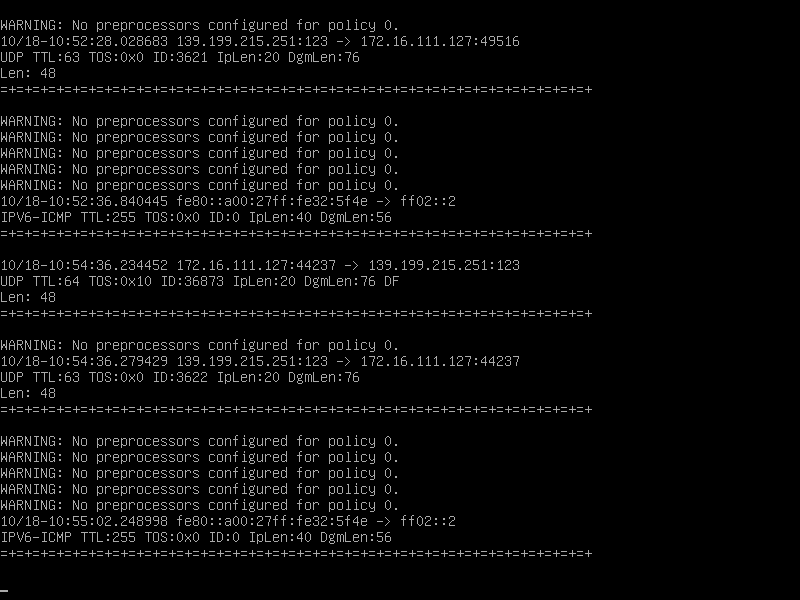 WARNING: No preprocessors configured for policy 0.
10/18-10:52:28.028683 139.199.215.251:123 -> 172.16.111.127:49516
UDP TTL:63 TOS:0x0 ID:3621 IpLen:20 DgmLen:76
Len: 48
=+=+=+=+=+=+=+=+=+=+=+=+=+=+=+=+=+=+=+=+=+=+=+=+=+=+=+=+=+=+=+=+=+=+=+=+=+

WARNING: No preprocessors configured for policy 0.
WARNING: No preprocessors configured for policy 0.
WARNING: No preprocessors configured for policy 0.
WARNING: No preprocessors configured for policy 0.
WARNING: No preprocessors configured for policy 0.
10/18-10:52:36.840445 fe80::a00:27ff:fe32:5f4e -> ff02::2
IPV6-ICMP TTL:255 TOS:0x0 ID:0 IpLen:40 DgmLen:56
=+=+=+=+=+=+=+=+=+=+=+=+=+=+=+=+=+=+=+=+=+=+=+=+=+=+=+=+=+=+=+=+=+=+=+=+=+

10/18-10:54:36.234452 172.16.111.127:44237 -> 139.199.215.251:123
UDP TTL:64 TOS:0x10 ID:36873 IpLen:20 DgmLen:76 DF
Len: 48
=+=+=+=+=+=+=+=+=+=+=+=+=+=+=+=+=+=+=+=+=+=+=+=+=+=+=+=+=+=+=+=+=+=+=+=+=+

WARNING: No preprocessors configured for policy 0.
10/18-10:54:36.279429 139.199.215.251:123 -> 172.16.111.127:44237
UDP TTL:63 TOS:0x0 ID:3622 IpLen:20 DgmLen:76
Len: 48
=+=+=+=+=+=+=+=+=+=+=+=+=+=+=+=+=+=+=+=+=+=+=+=+=+=+=+=+=+=+=+=+=+=+=+=+=+

WARNING: No preprocessors configured for policy 0.
WARNING: No preprocessors configured for policy 0.
WARNING: No preprocessors configured for policy 0.
WARNING: No preprocessors configured for policy 0.
WARNING: No preprocessors configured for policy 0.
10/18-10:55:02.248998 fe80::a00:27ff:fe32:5f4e -> ff02::2
IPV6-ICMP TTL:255 TOS:0x0 ID:0 IpLen:40 DgmLen:56
=+=+=+=+=+=+=+=+=+=+=+=+=+=+=+=+=+=+=+=+=+=+=+=+=+=+=+=+=+=+=+=+=+=+=+=+=+

_